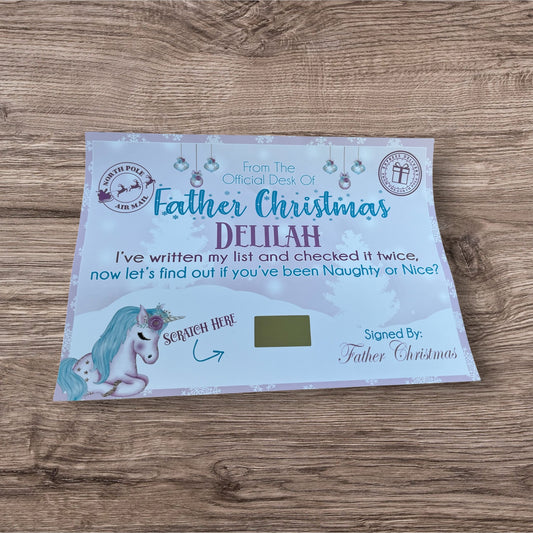 From The
Official Desk Of
NORTH POLE
AIR MAIL
Father Christmas
DELILAH
I've written my list and checked it twice,
now let's find out if you've been Naughty or Nice?
SCRATCH HERE
Signed By:
Father Christmas